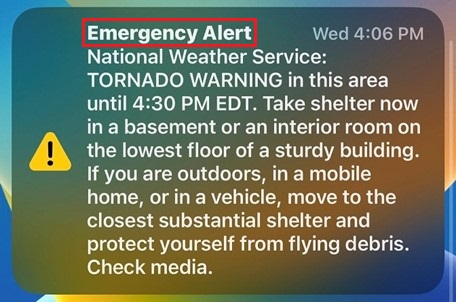 Emergency Alert Wed 4:06 PM
National Weather Service:
TORNADO WARNING in this area
until 4:30 PM EDT. Take shelter now
in a basement or an interior room on
the lowest floor of a sturdy building.
If you are outdoors, in a mobile
home, or in a vehicle, move to the
closest substantial shelter and
protect yourself from flying debris.
Check media.